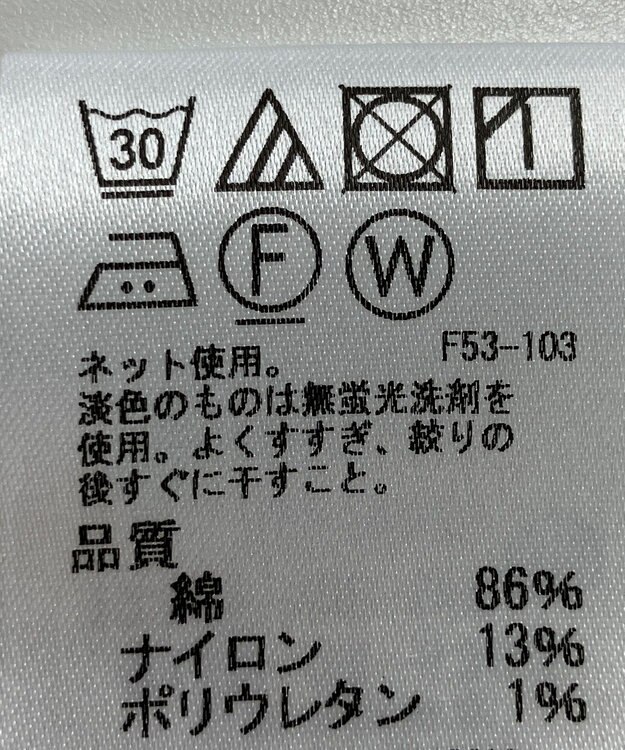 30
F
W
F53-103
ネット使用。
淡色のものは無蛍光洗剤を
使用。よくすすぎ、絞りの
後すぐに干すこと。
品質
綿 86%
ナイロン 13%
ポリウレタン 1%